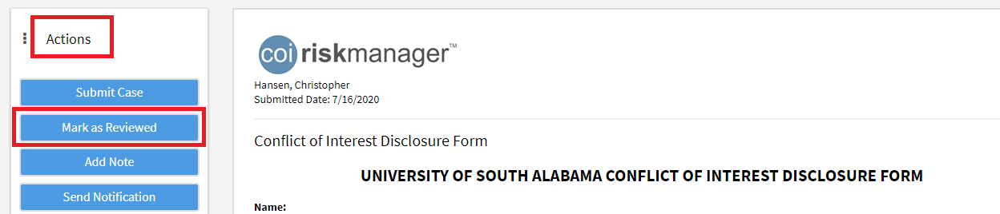 Actions
Submit Case
Mark as Reviewed
Add Note
Send Notification
coi riskmanager™
Hansen, Christopher
Submitted Date: 7/16/2020
Conflict of Interest Disclosure Form
UNIVERSITY OF SOUTH ALABAMA CONFLICT OF INTEREST DISCLOSURE FORM
Name: